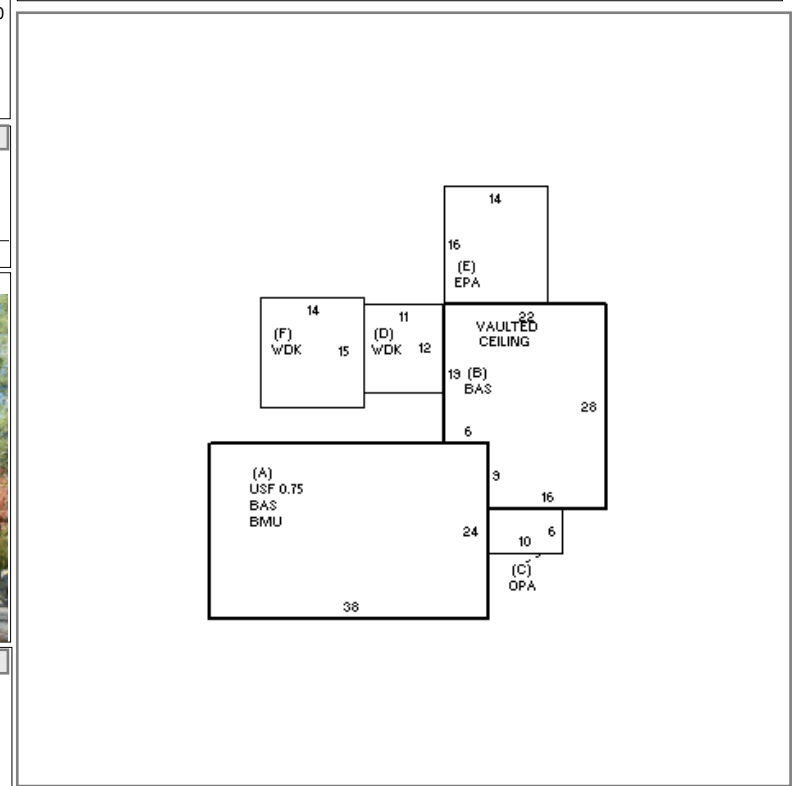 14
16
(E)
EPA
14
(F)
WDK
15
11
(D)
WDK 12
22
VAULTED
CEILING
19 (B)
BAS
28
6
9
16
(A)
USF 0.75
BAS
BMU
24
38
10
6
(C)
OPA